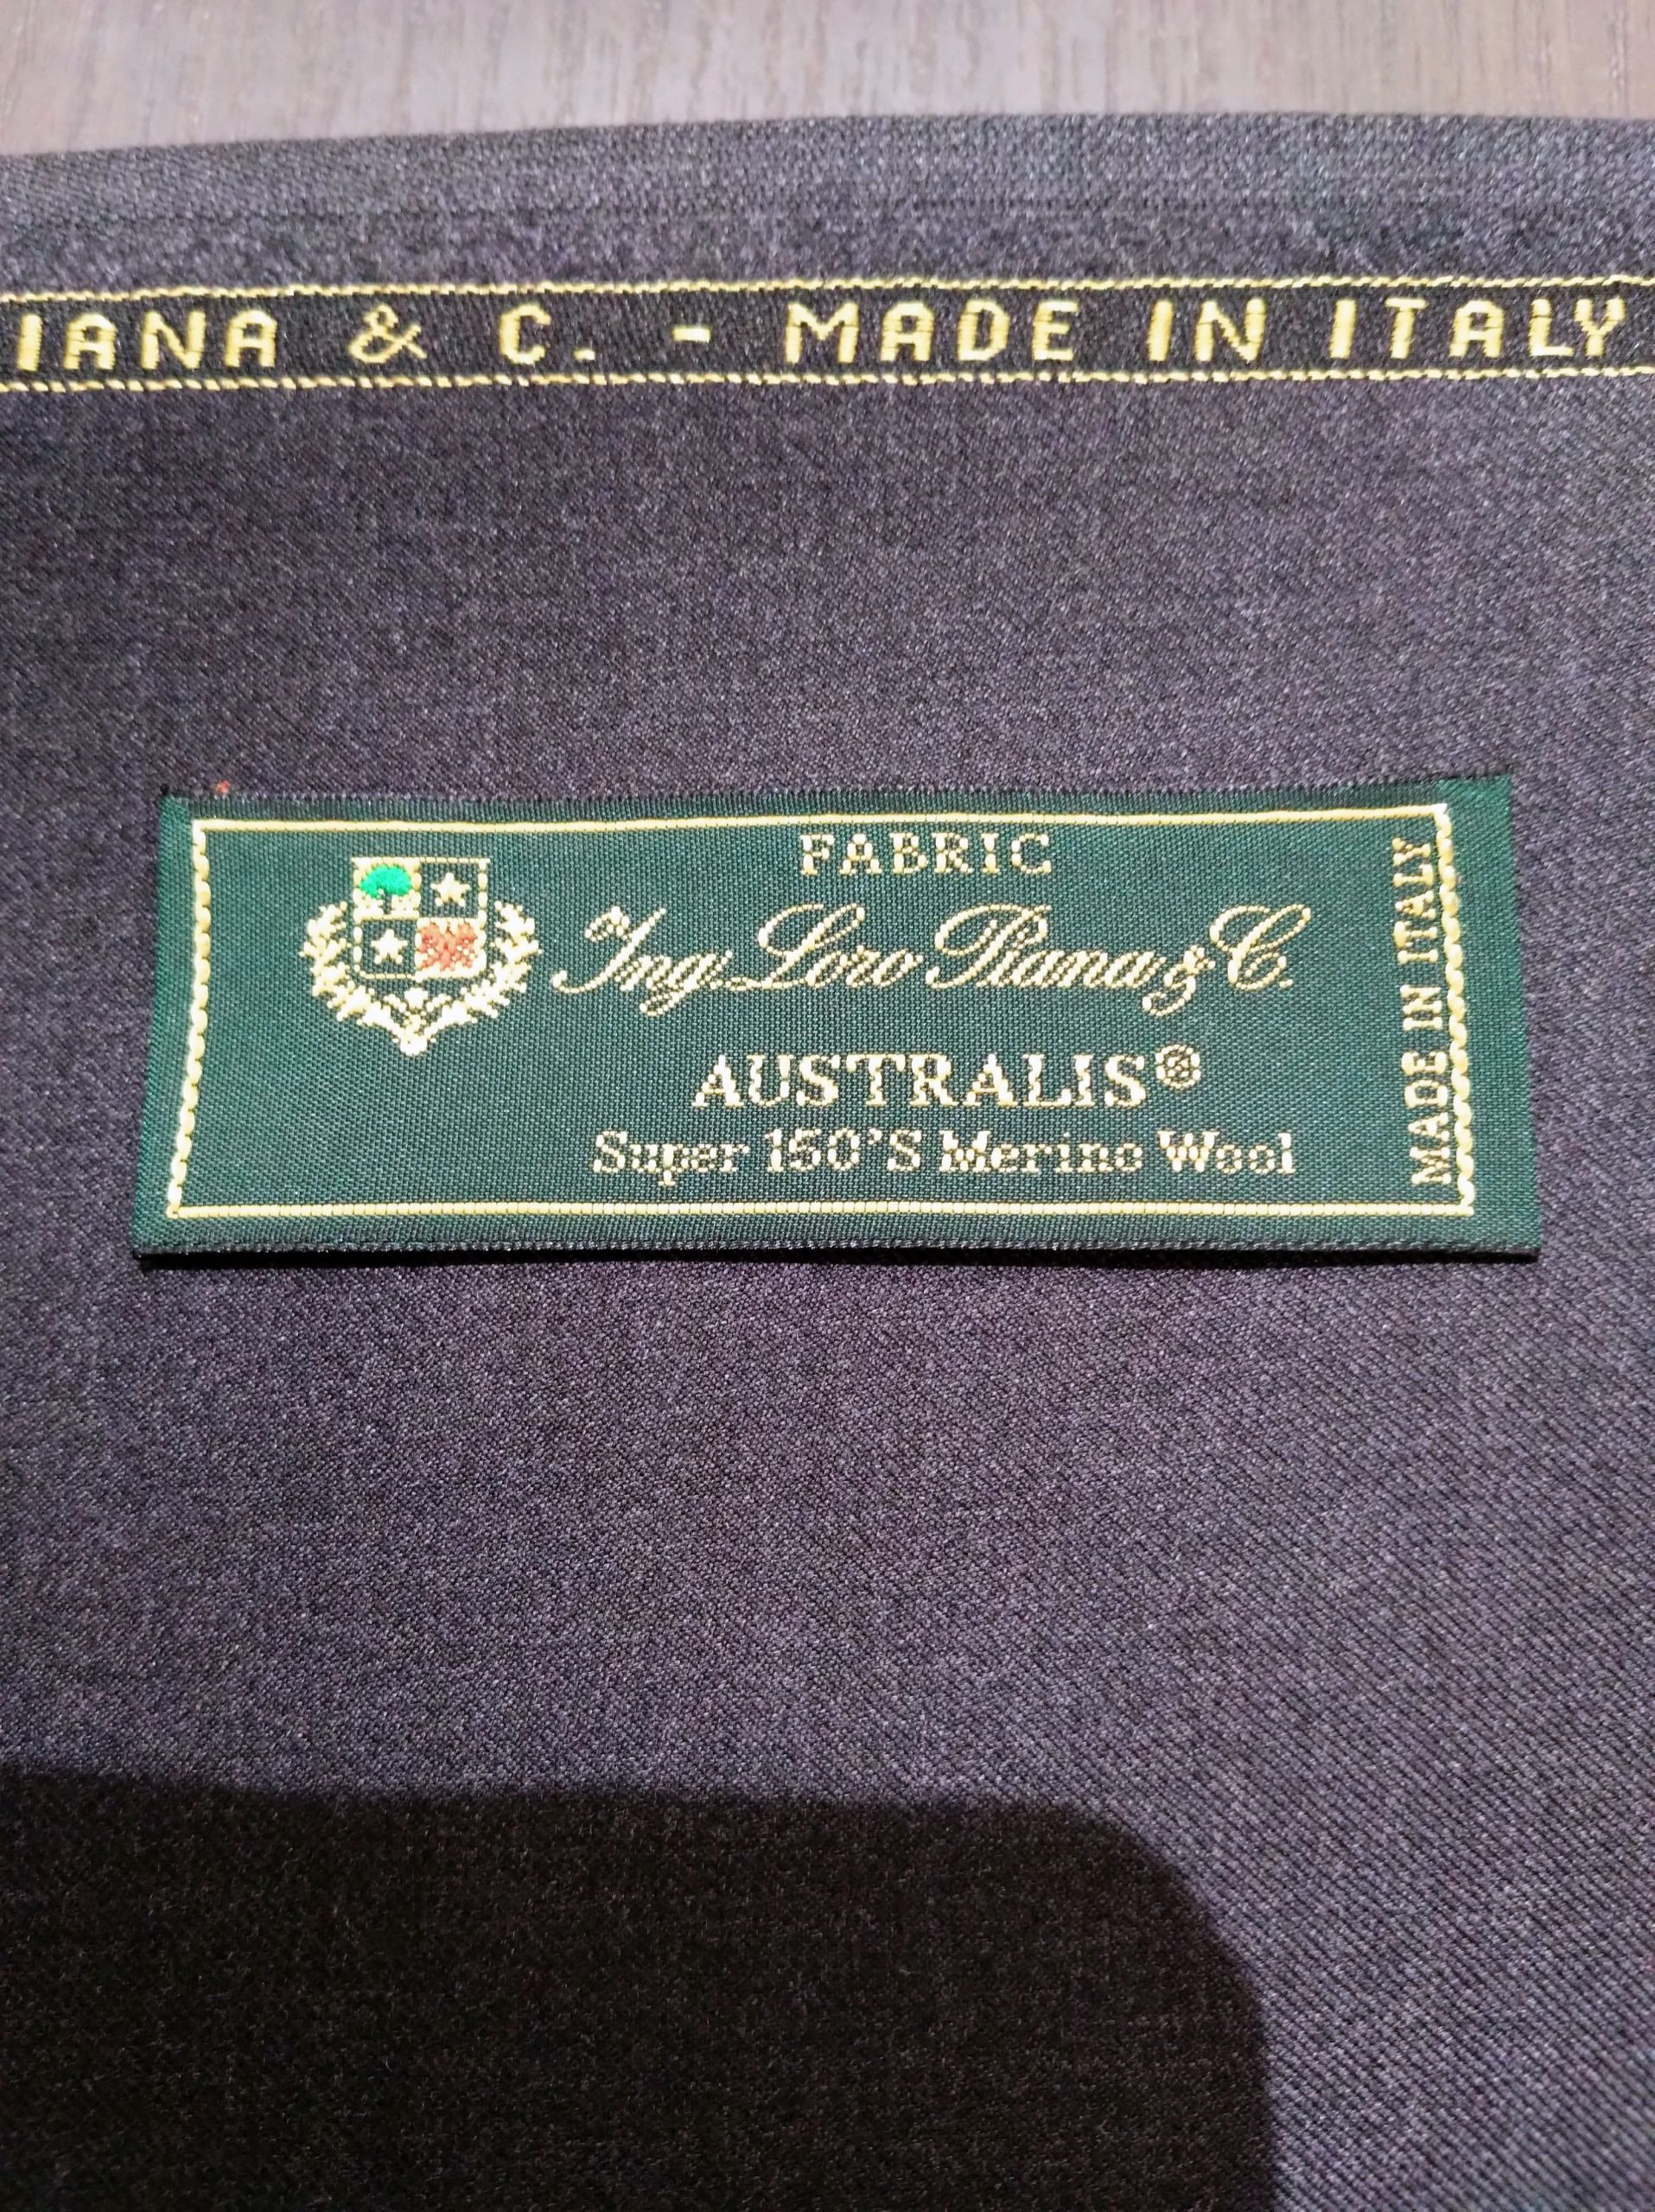 IANA & C. - MADE IN ITALY
FABRIC
Ing. Loro Piana & C.
AUSTRALIS®
Super 150'S Merino Wool
MADE IN ITALY